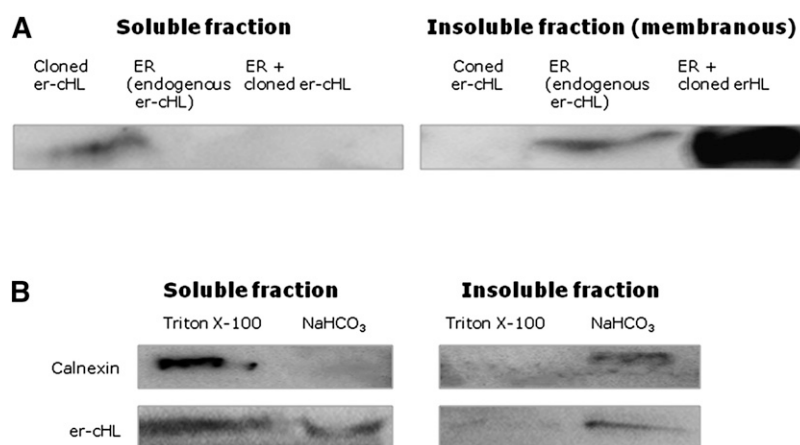 A
Soluble fraction
Insoluble fraction (membranous)
Cloned
er-cHL
ER
(endogenous
er-cHL)
ER +
cloned er-cHL
Coned
er-cHL
ER
(endogenous
er-cHL)
ER +
cloned erHL
B
Soluble fraction
Insoluble fraction
Triton X-100
NaHCO3
Triton X-100
NaHCO3
Calnexin
er-cHL